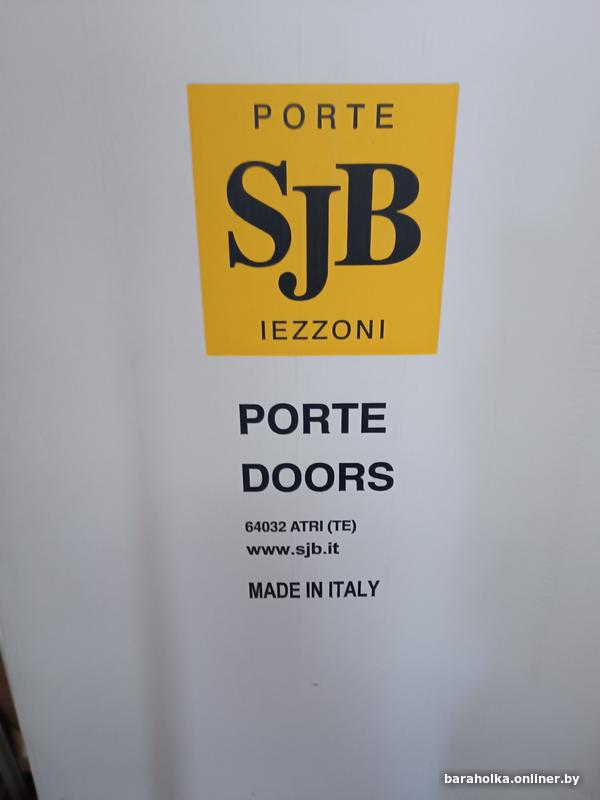 PORTE
SJB
IEZZONI
PORTE
DOORS
64032 ATRI (TE)
www.sjb.it
MADE IN ITALY
baraholka.onliner.by